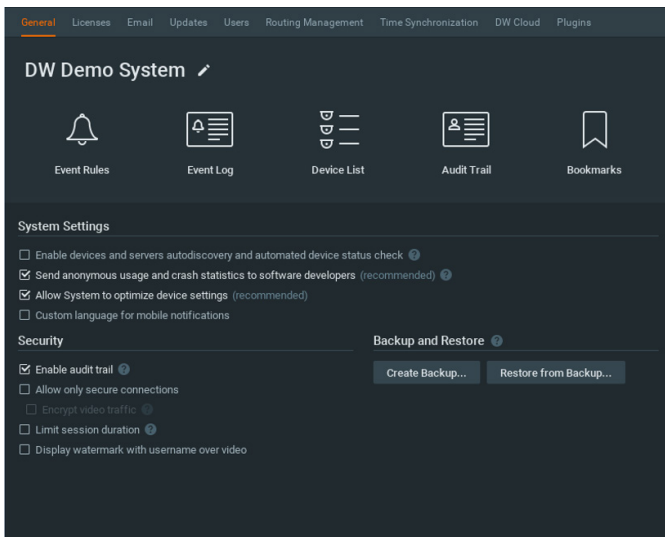 General Licenses Email Updates Users Routing Management Time Synchronization DW Cloud Plugins
DW Demo System
Event Rules Event Log Device List Audit Trail Bookmarks
System Settings
Enable devices and servers autodiscovery and automated device status check ?
Send anonymous usage and crash statistics to software developers (recommended) ?
Allow System to optimize device settings (recommended)
Custom language for mobile notifications
Security
Enable audit trail ?
Allow only secure connections
Encrypt video traffic ?
Limit session duration ?
Display watermark with username over video
Backup and Restore ?
Create Backup... Restore from Backup...